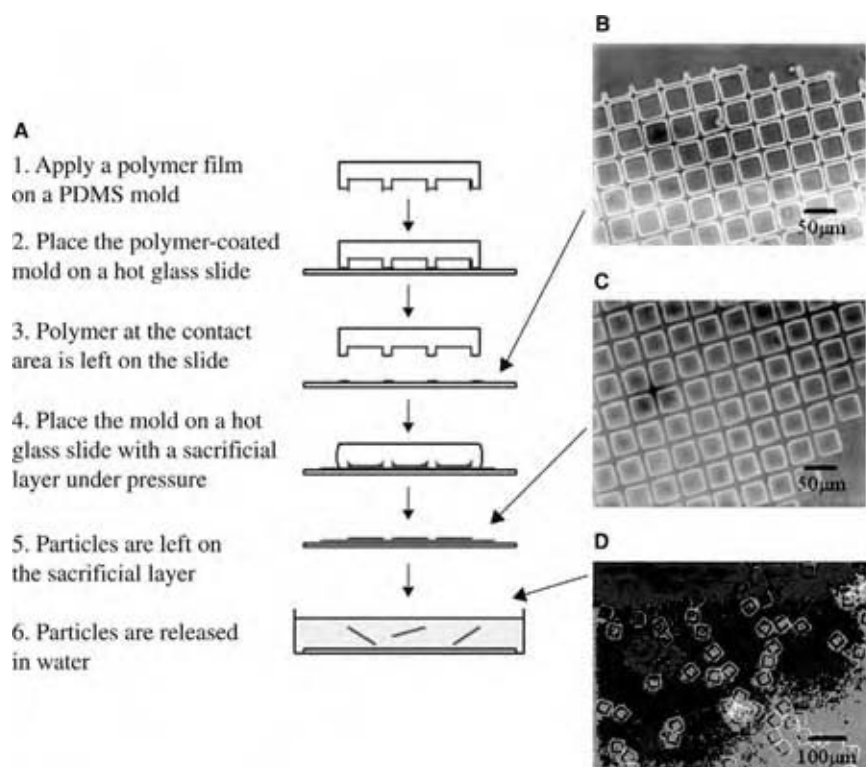 A
1. Apply a polymer film
on a PDMS mold
2. Place the polymer-coated
mold on a hot glass slide
3. Polymer at the contact
area is left on the slide
4. Place the mold on a hot
glass slide with a sacrificial
layer under pressure
5. Particles are left on
the sacrificial layer
6. Particles are released
in water
B
50µm
C
50µm
D
100µm